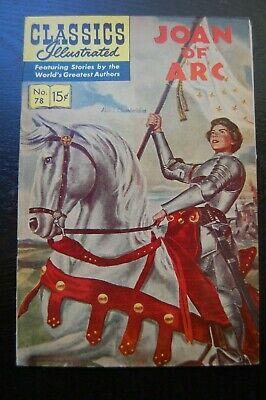 CLASSICS
Illustrated
Featuring Stories by the
World's Greatest Authors
No.
78
15¢
JOAN
OF
ARC